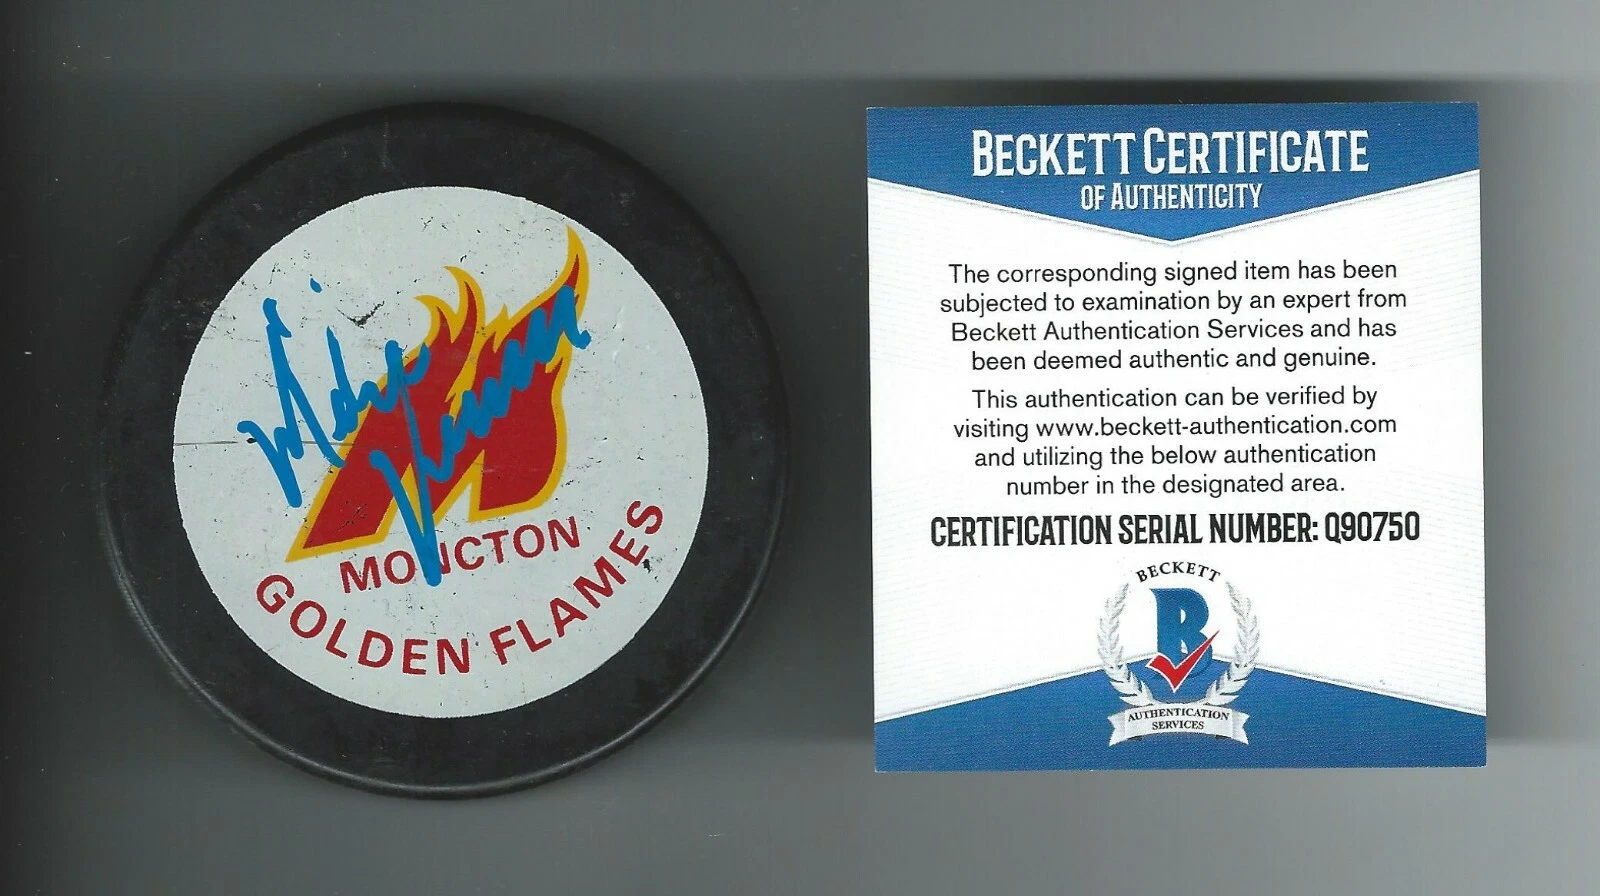 Mike Vernon
MONCTON
GOLDEN FLAMES
BECKETT CERTIFICATE
OF AUTHENTICITY
The corresponding signed item has been
subjected to examination by an expert from
Beckett Authentication Services and has
been deemed authentic and genuine.
This authentication can be verified by
visiting www.beckett-authentication.com
and utilizing the below authentication
number in the designated area.
CERTIFICATION SERIAL NUMBER: Q90750
BECKETT
B
AUTHENTICATION
SERVICES